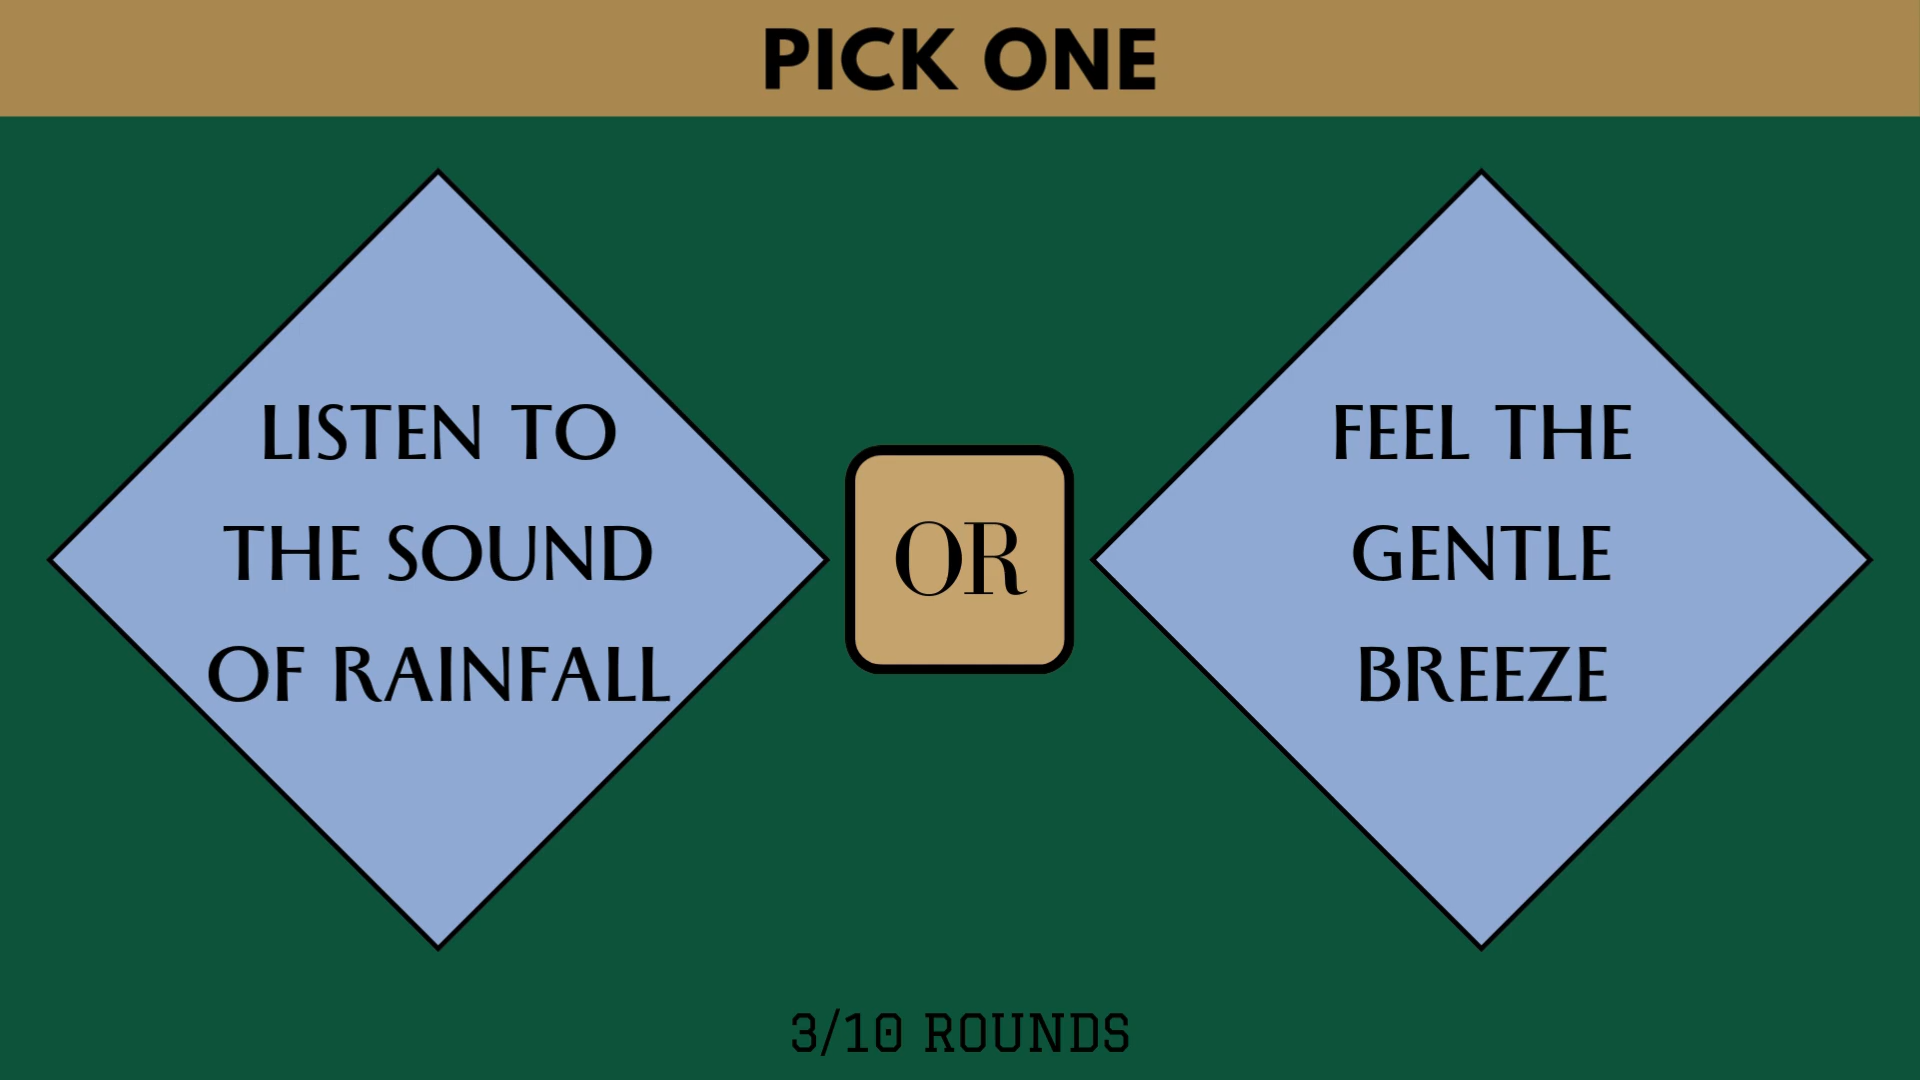 PICK ONE
LISTEN TO
THE SOUND
OF RAINFALL
OR
FEEL THE
GENTLE
BREEZE
3/10 ROUNDS